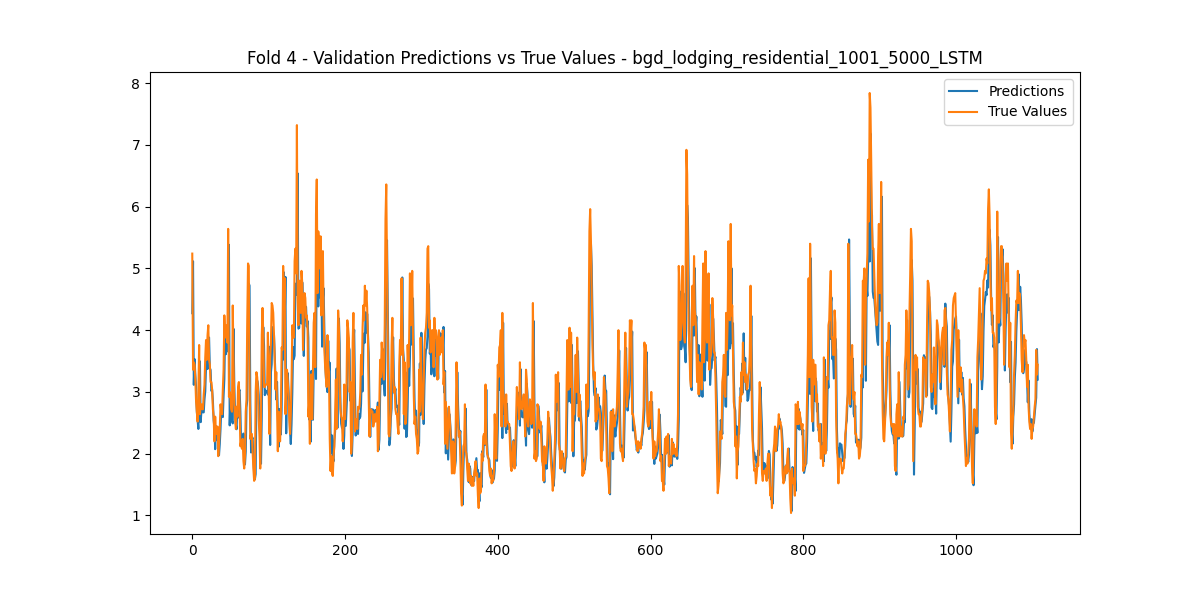 Fold 4 - Validation Predictions vs True Values - bgd_lodging_residential_1001_5000_LSTM
Predictions
True Values
8
7
6
5
4
3
2
1
0 200 400 600 800 1000